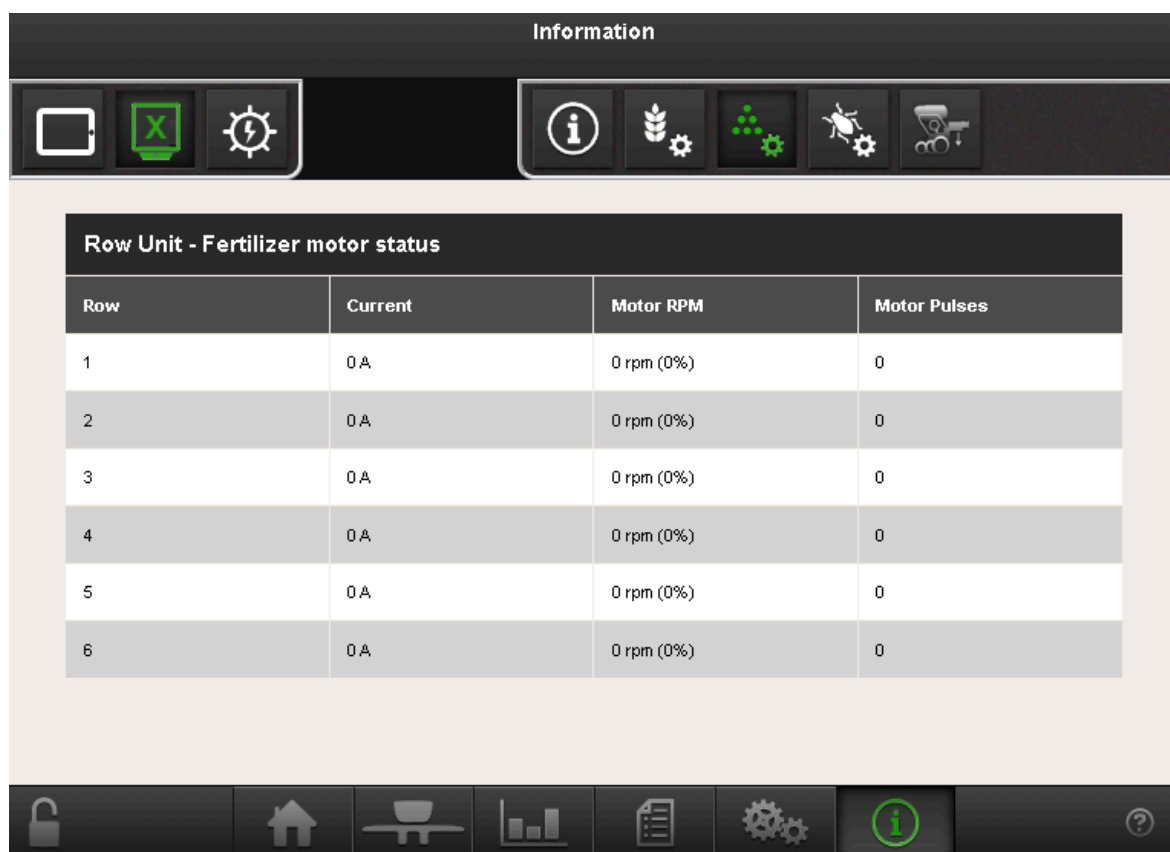 Information
X
i
Row Unit - Fertilizer motor status
Row Current Motor RPM Motor Pulses
1 0 A 0 rpm (0%) 0
2 0 A 0 rpm (0%) 0
3 0 A 0 rpm (0%) 0
4 0 A 0 rpm (0%) 0
5 0 A 0 rpm (0%) 0
6 0 A 0 rpm (0%) 0
i
?